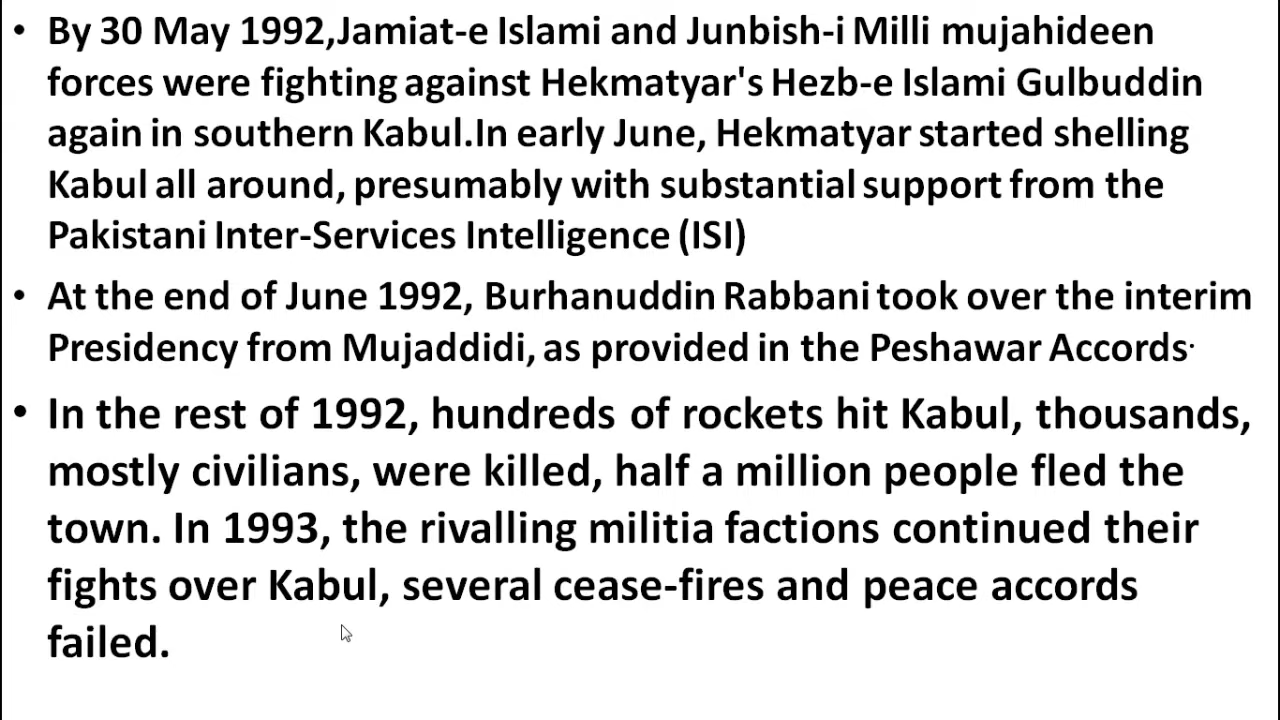 • By 30 May 1992,Jamiat-e Islami and Junbish-i Milli mujahideen
forces were fighting against Hekmatyar's Hezb-e Islami Gulbuddin
again in southern Kabul.In early June, Hekmatyar started shelling
Kabul all around, presumably with substantial support from the
Pakistani Inter-Services Intelligence (ISI)
• At the end of June 1992, Burhanuddin Rabbani took over the interim
Presidency from Mujaddidi, as provided in the Peshawar Accords.
• In the rest of 1992, hundreds of rockets hit Kabul, thousands,
mostly civilians, were killed, half a million people fled the
town. In 1993, the rivalling militia factions continued their
fights over Kabul, several cease-fires and peace accords
failed.